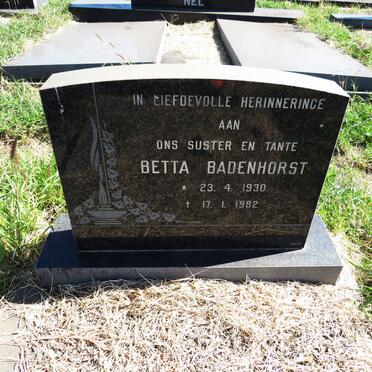 NEL
IN LIEFDEVOLLE HERINNERINGE
AAN
ONS SUSTER EN TANTE
BETTA BADENHORST
* 23. 4. 1930
† 17. 1. 1982